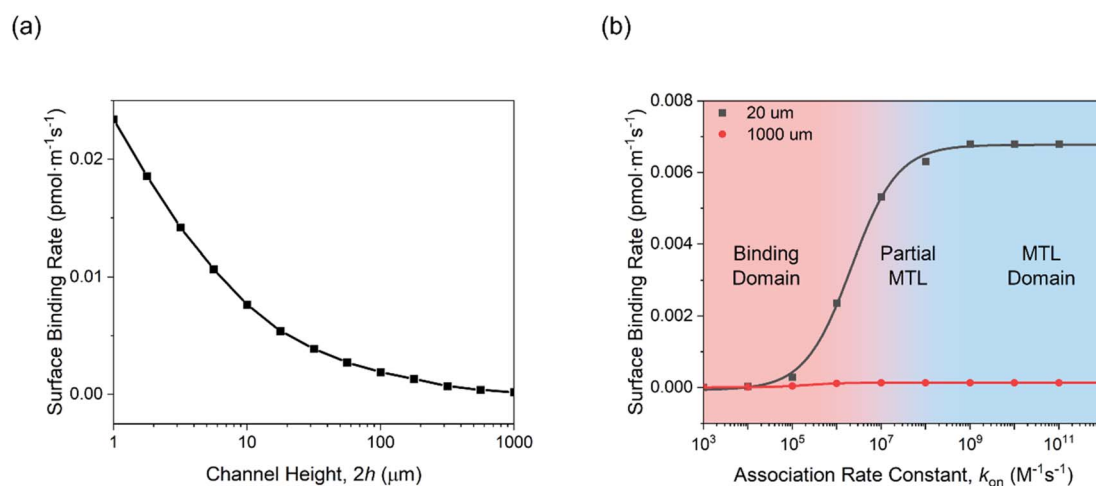 (a)
Surface Binding Rate (pmol·m⁻¹s⁻¹)
0.02
0.01
0.00
1
10
100
1000
Channel Height, 2h (μm)
(b)
Surface Binding Rate (pmol·m⁻¹s⁻¹)
0.008
0.006
0.004
0.002
0.000
20 um
1000 um
Binding
Domain
Partial
MTL
MTL
Domain
10³
10⁵
10⁷
10⁹
10¹¹
Association Rate Constant, kₒₙ (M⁻¹s⁻¹)